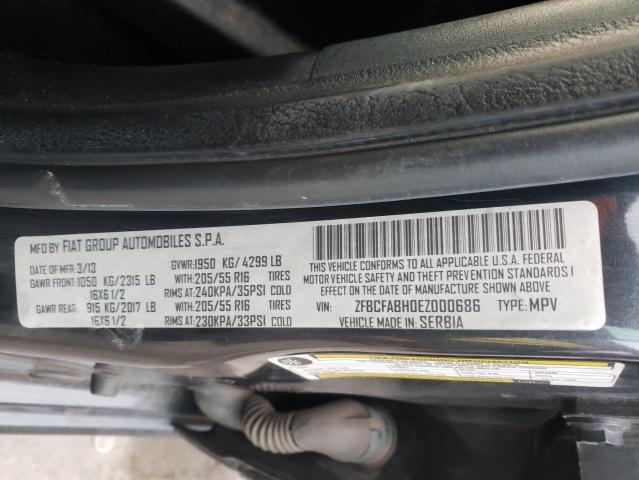 MFD BY FIAT GROUP AUTOMOBILES S.P.A.
DATE OF MFR:3/13 GVWR:1950 KG/ 4299 LB
GAWR FRONT:1050 KG/2315 LB 205/55 R16 TIRES
16X6 1/2 RIMS AT:240KPA/35PSI COLD
GAWR REAR: 915 KG/2017 LB 205/55 R16 TIRES
16X6 1/2 RIMS AT:230KPA/33PSI COLD
THIS VEHICLE CONFORMS TO ALL APPLICABLE U.S.A. FEDERAL
MOTOR VEHICLE SAFETY AND THEFT PREVENTION STANDARDS I
EFFECT ON THE DATE OF MANUFACTURE SHOWN ABOVE
VIN: ZFBCFABH0EZ000686 TYPE: MPV
VEHICLE MADE IN SERBIA
TIRE AND LOADING INFORMATION